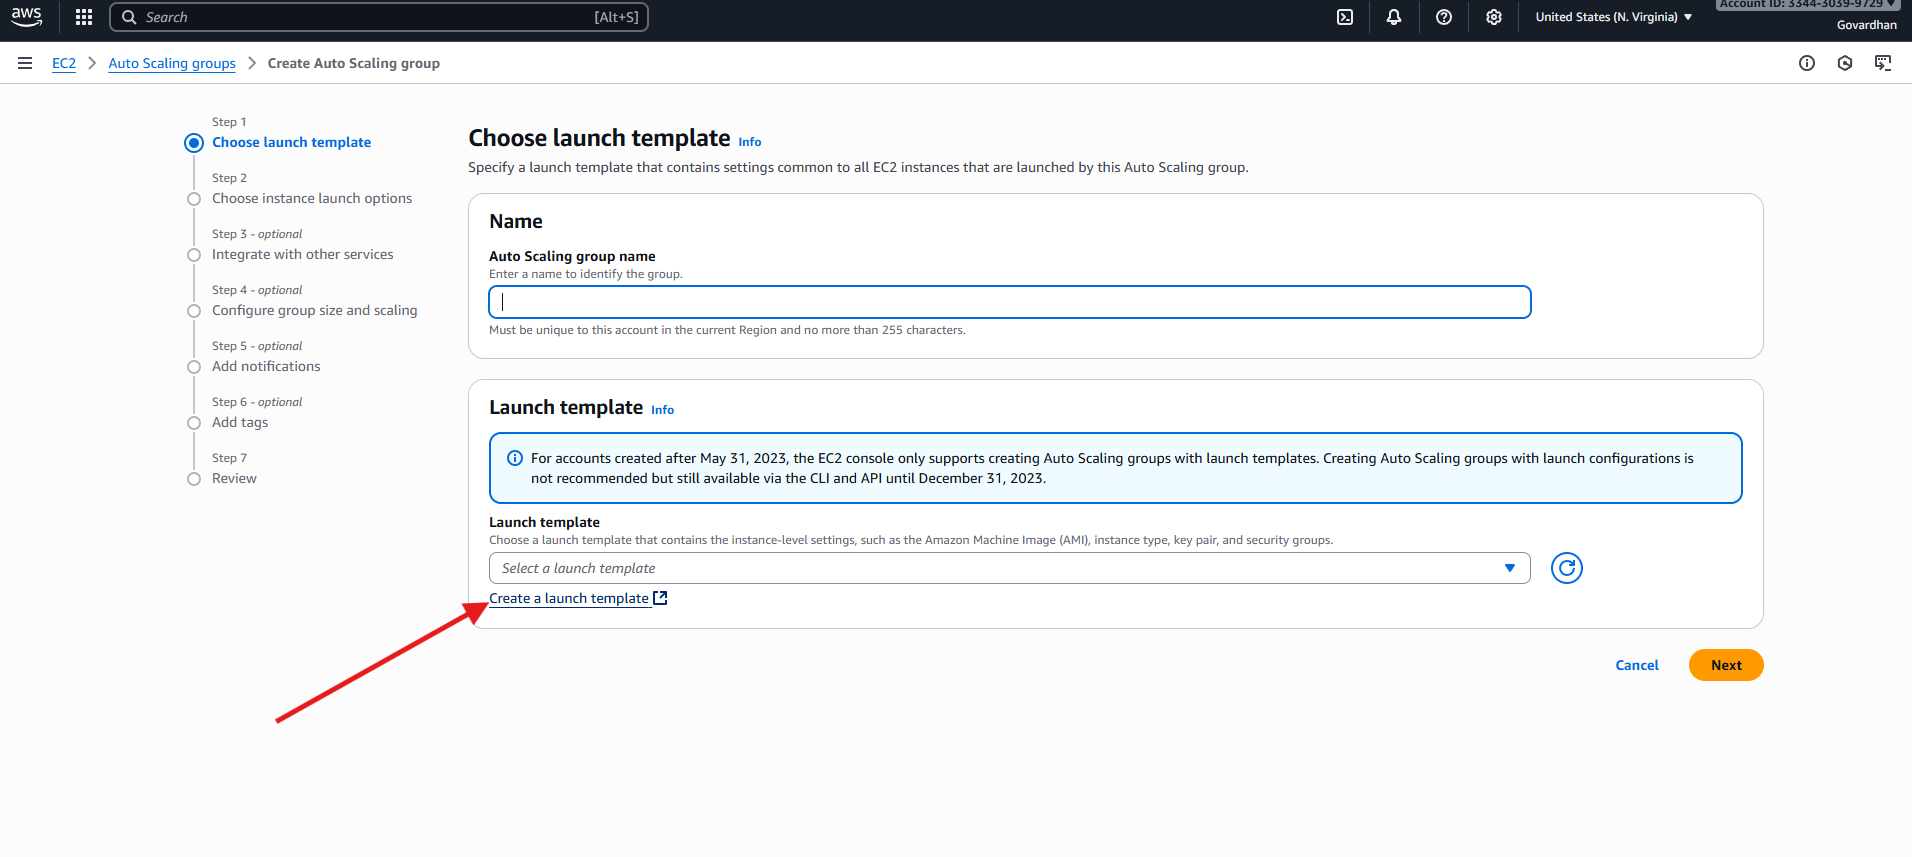 aws
Search [Alt+S]
United States (N. Virginia)
Account ID: 3344-3039-9729
Govardhan
EC2 Auto Scaling groups Create Auto Scaling group
Step 1
Choose launch template
Step 2
Choose instance launch options
Step 3 - optional
Integrate with other services
Step 4 - optional
Configure group size and scaling
Step 5 - optional
Add notifications
Step 6 - optional
Add tags
Step 7
Review
Choose launch template Info
Specify a launch template that contains settings common to all EC2 instances that are launched by this Auto Scaling group.
Name
Auto Scaling group name
Enter a name to identify the group.
Must be unique to this account in the current Region and no more than 255 characters.
Launch template Info
For accounts created after May 31, 2023, the EC2 console only supports creating Auto Scaling groups with launch templates. Creating Auto Scaling groups with launch configurations is
not recommended but still available via the CLI and API until December 31, 2023.
Launch template
Choose a launch template that contains the instance-level settings, such as the Amazon Machine Image (AMI), instance type, key pair, and security groups.
Select a launch template
Create a launch template
Cancel
Next